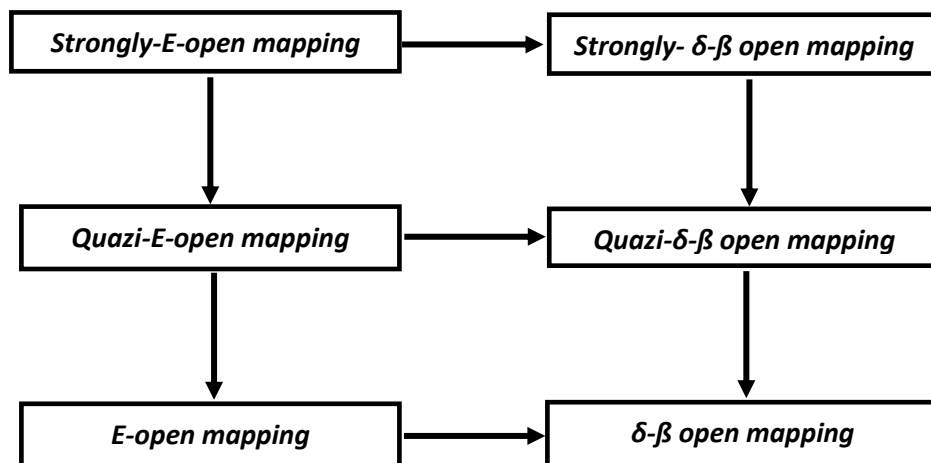 Strongly-E-open mapping
Strongly- δ-ß open mapping
Quazi-E-open mapping
Quazi-δ-ß open mapping
E-open mapping
δ-ß open mapping